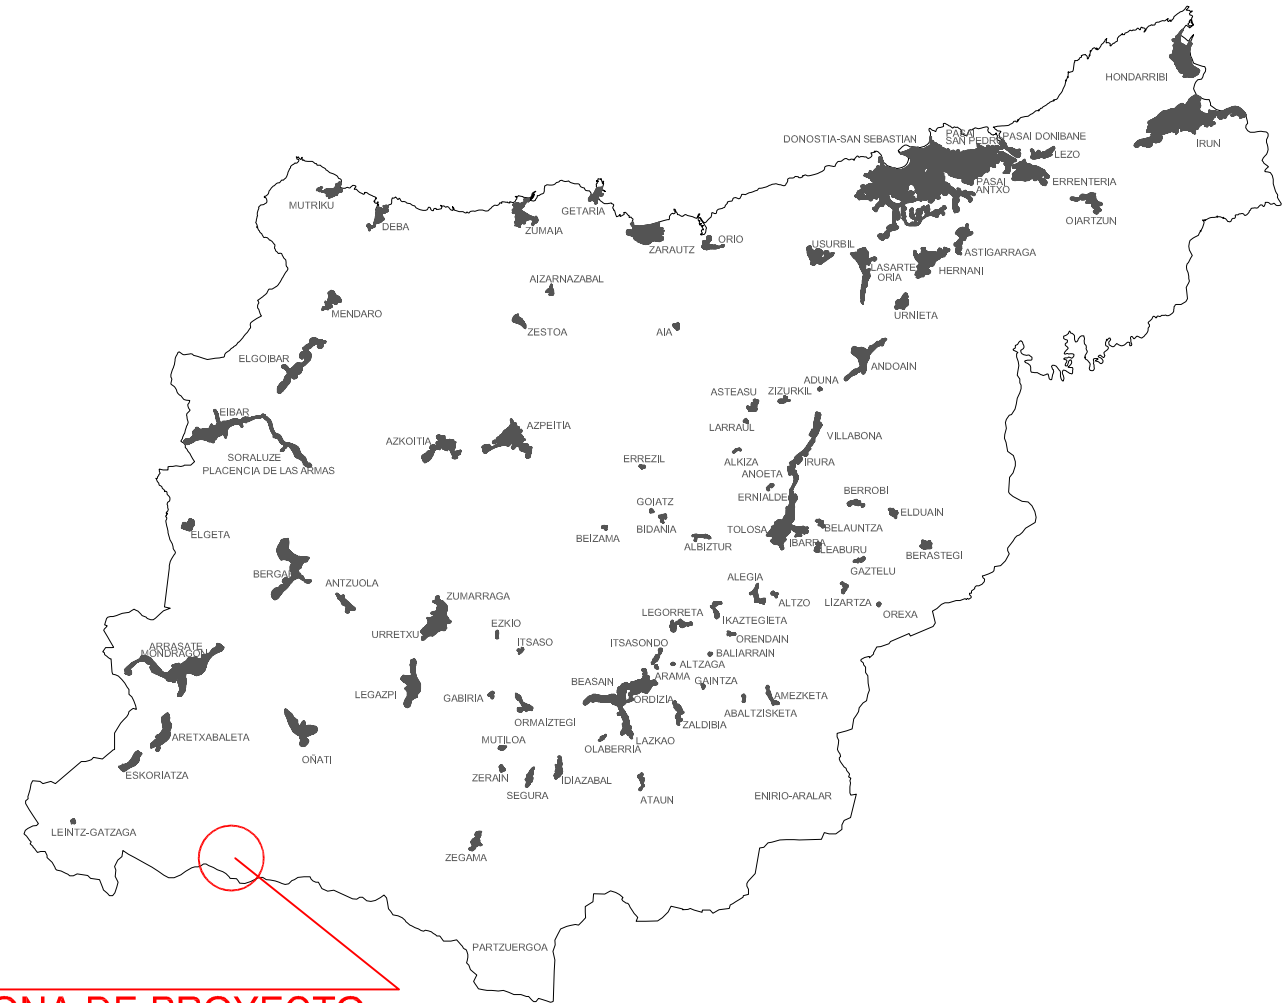 HONDARRIBI
IRUN
DONOSTIA-SAN SEBASTIAN
PASAI
SAN PEDRO
PASAI DONIBANE
LEZO
ERRENTERIA
PASAI
ANTXO
OIARTZUN
MUTRIKU
DEBA
ZUMAIA
GETARIA
ZARAUTZ
ORIO
USURBIL
LASARTE
ORIA
ASTIGARRAGA
HERNANI
URNIETA
AIZARNAZABAL
MENDARO
ZESTOA
AIA
ELGOIBAR
ANDOAIN
ADUNA
ASTEASU
ZIZURKIL
EIBAR
LARRAUL
AZKOITIA
AZPEITIA
VILLABONA
SORALUZE
PLACENCIA DE LAS ARMAS
ERREZIL
ALKIZA
IRURA
ANOETA
ERNIALDE
BERROBI
ELDUAIN
GOIATZ
BIDANIA
BEIZAMA
ALBIZTUR
TOLOSA
IBARRA
BELAUNTZA
LEABURU
BERASTEGI
ELGETA
GAZTELU
BERGA
ANTZUOLA
ALEGIA
ALTZO
LIZARTZA
OREXA
ZUMARRAGA
URRETXU
EZKIO
ITSASO
LEGORRETA
IKAZTEGIETA
ORENDAIN
ITSASONDO
BALIARRAIN
ALTZAGA
ARAMA
GAINTZA
ARRASATE
MONDRAGON
LEGAZPI
GABIRIA
BEASAIN
ORDIZIA
AMEZKETA
ABALTZISKETA
ORMAIZTEGI
ZALDIBIA
ARETXABALETA
OÑATI
MUTILOA
LAZKAO
OLABERRIA
ESKORIATZA
ZERAIN
SEGURA
IDIAZABAL
ATAUN
ENIRIO-ARALAR
LEINTZ-GATZAGA
ZEGAMA
PARTZUERGOA
DE PROYECTO